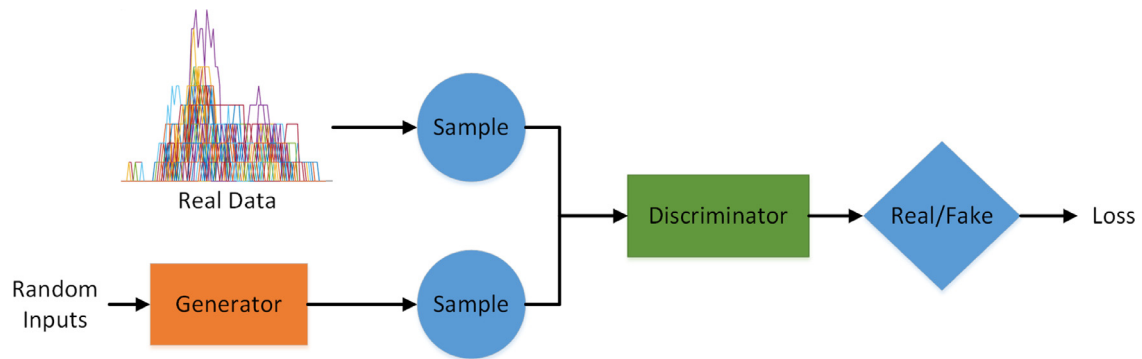 Real Data
Sample
Random
Inputs
Generator
Sample
Discriminator
Real/Fake
Loss